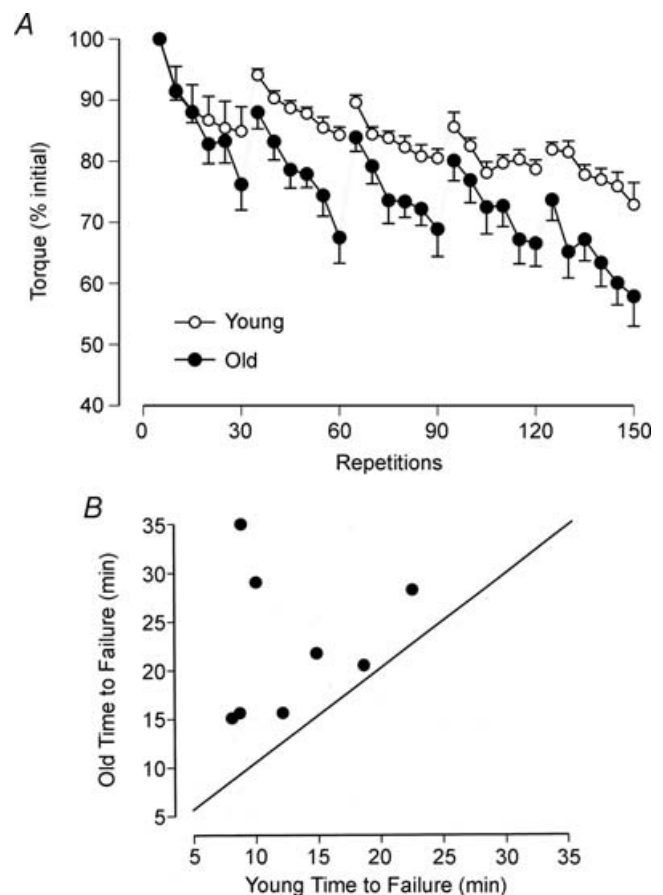 A
Torque (% initial)
100
90
80
70
60
50
40
Young
Old
0 30 60 90 120 150
Repetitions
B
Old Time to Failure (min)
35
30
25
20
15
10
5
5 10 15 20 25 30 35
Young Time to Failure (min)